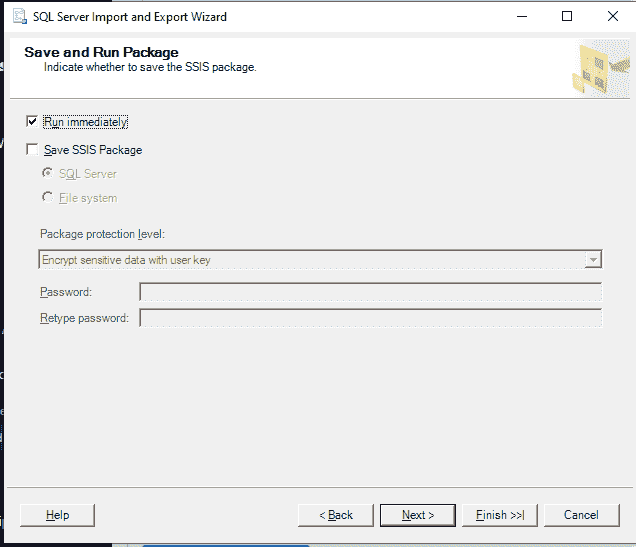 SQL Server Import and Export Wizard
Save and Run Package
Indicate whether to save the SSIS package.
Run immediately
Save SSIS Package
SQL Server
File system
Package protection level:
Encrypt sensitive data with user key
Password:
Retype password:
Help
< Back
Next >
Finish >>|
Cancel